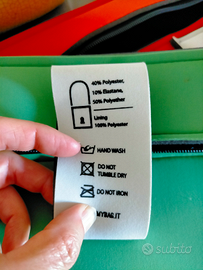 40% Polyester,
10% Elastane,
50% Polyether
Lining
100% Polyester
HAND WASH
DO NOT
TUMBLE DRY
DO NOT IRON
MYBAG.IT
subito